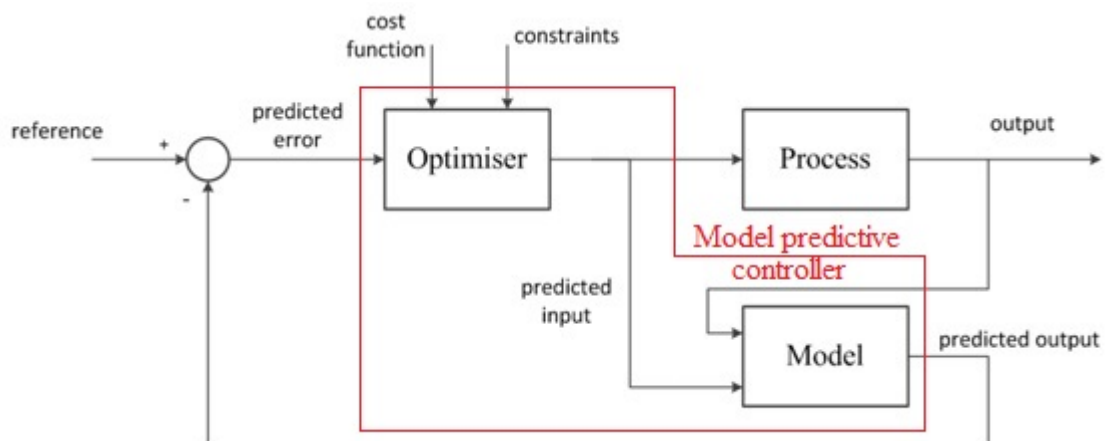 cost
function
constraints
predicted
error
reference
+
-
Optimiser
Process
output
Model predictive
controller
predicted
input
Model
predicted output